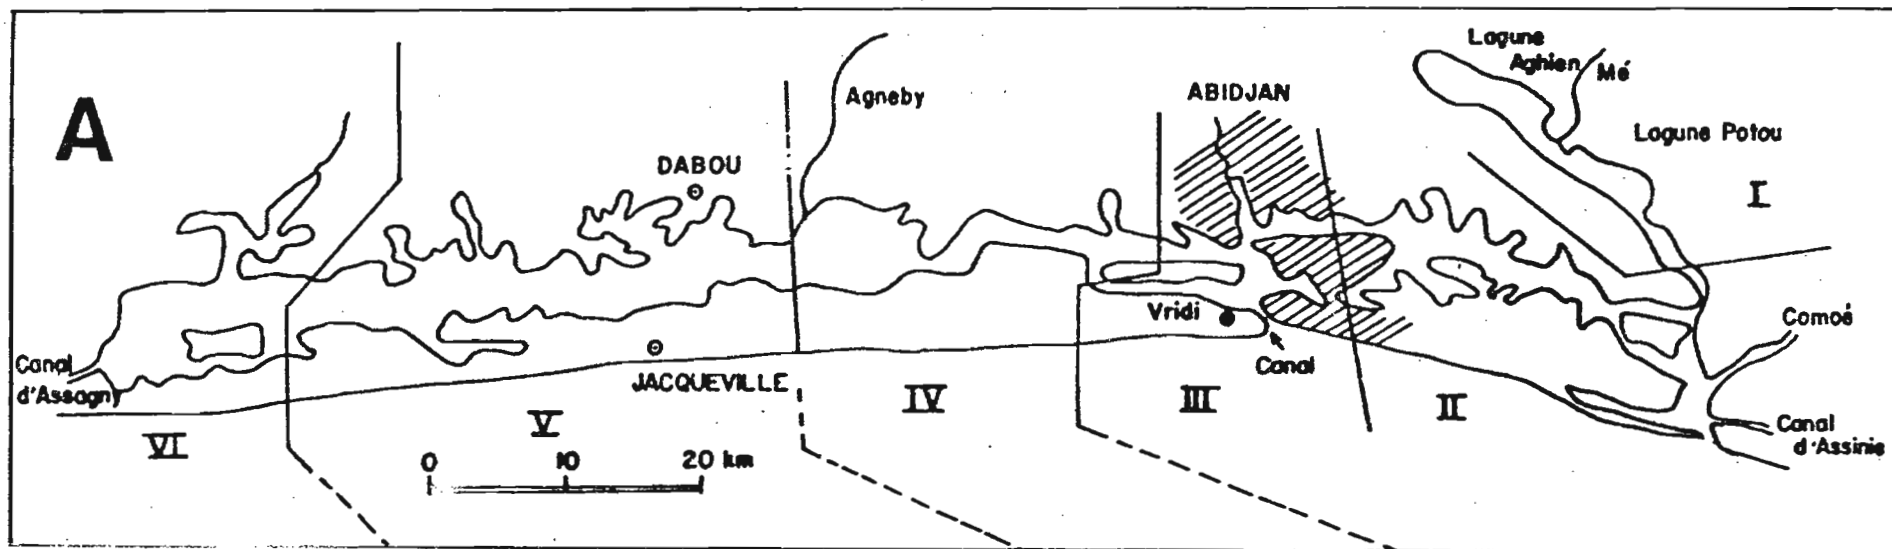 A
Lagune
Aghien
Mé
Agneby
ABIDJAN
Lagune Potou
DABOU
I
Vridi
Comoé
Canal
Canal
d'Assagny
JACQUEVILLE
IV
III
II
V
VI
Canal
d'Assinie
0 10 20 km